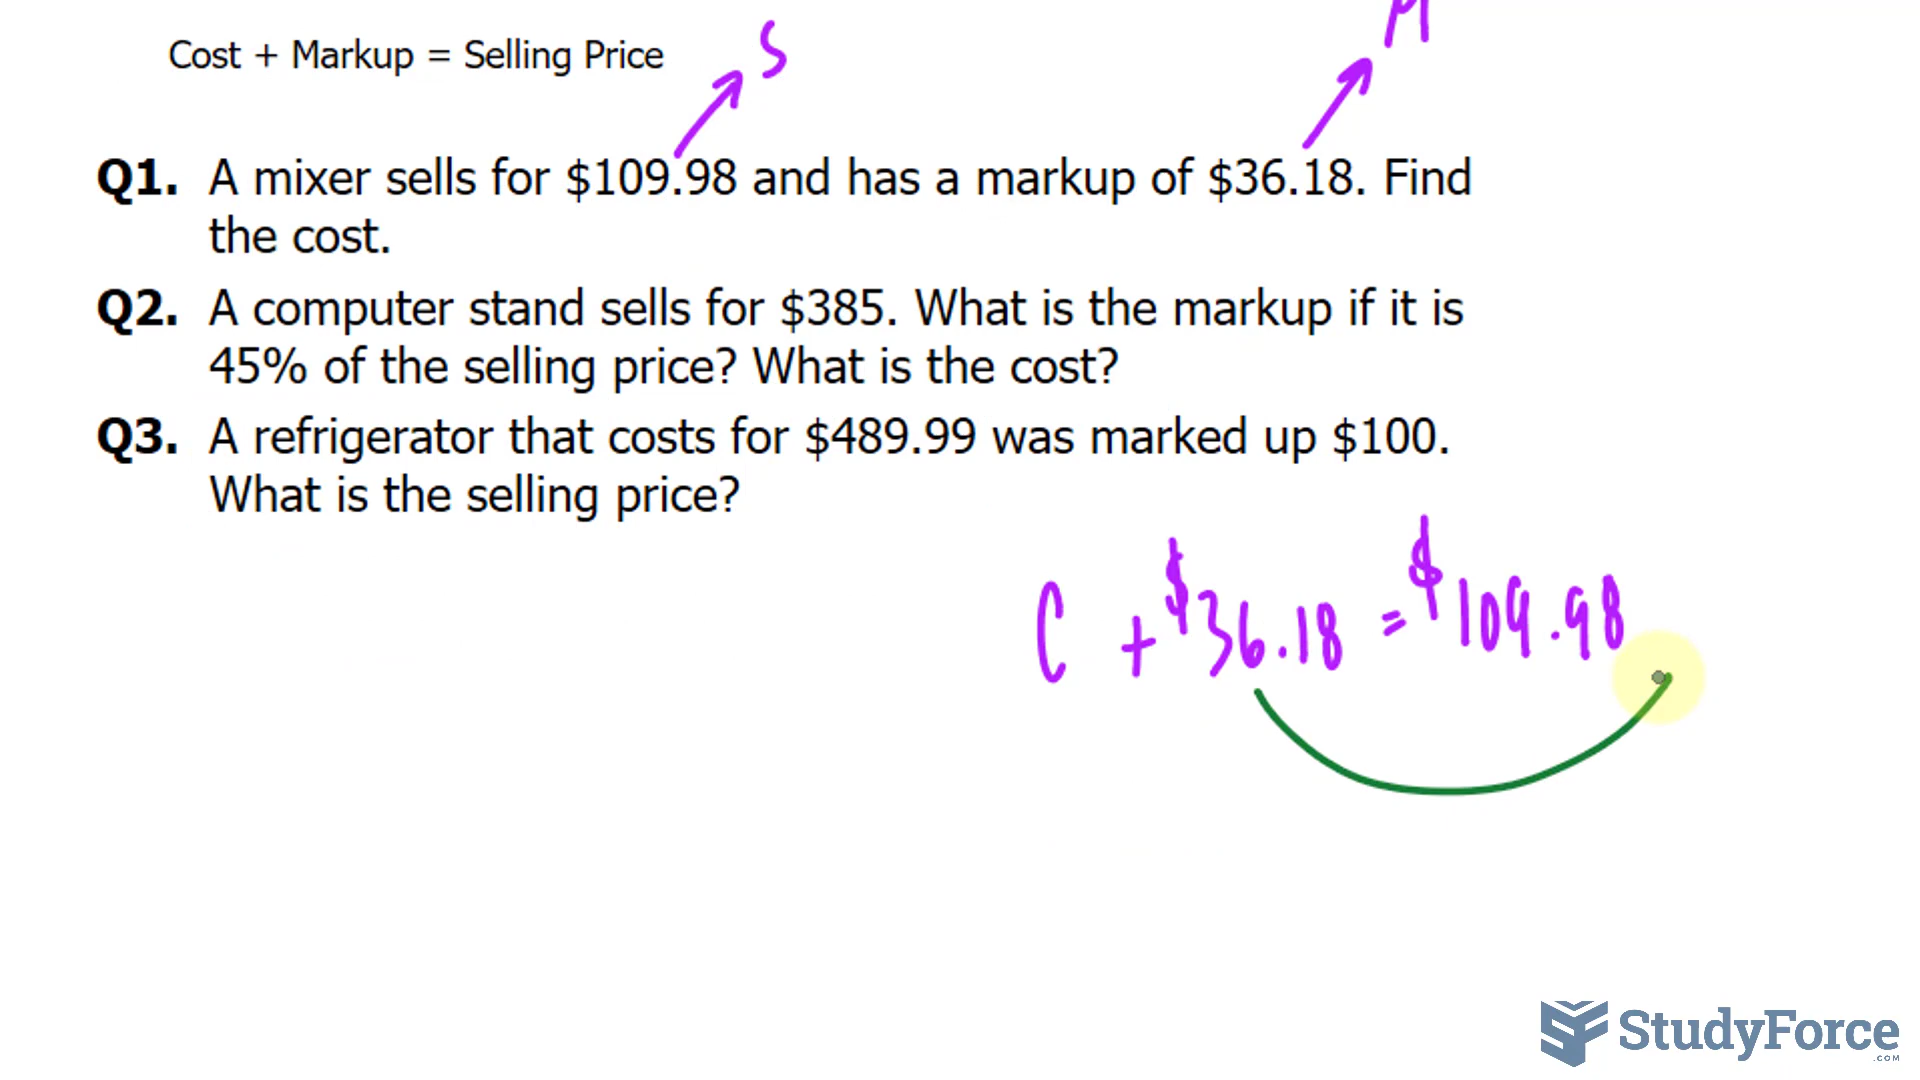 M
S
Cost + Markup = Selling Price
Q1. A mixer sells for $109.98 and has a markup of $36.18. Find
the cost.
Q2. A computer stand sells for $385. What is the markup if it is
45% of the selling price? What is the cost?
Q3. A refrigerator that costs for $489.99 was marked up $100.
What is the selling price?
C + $36.18 = $109.98
StudyForce
.COM